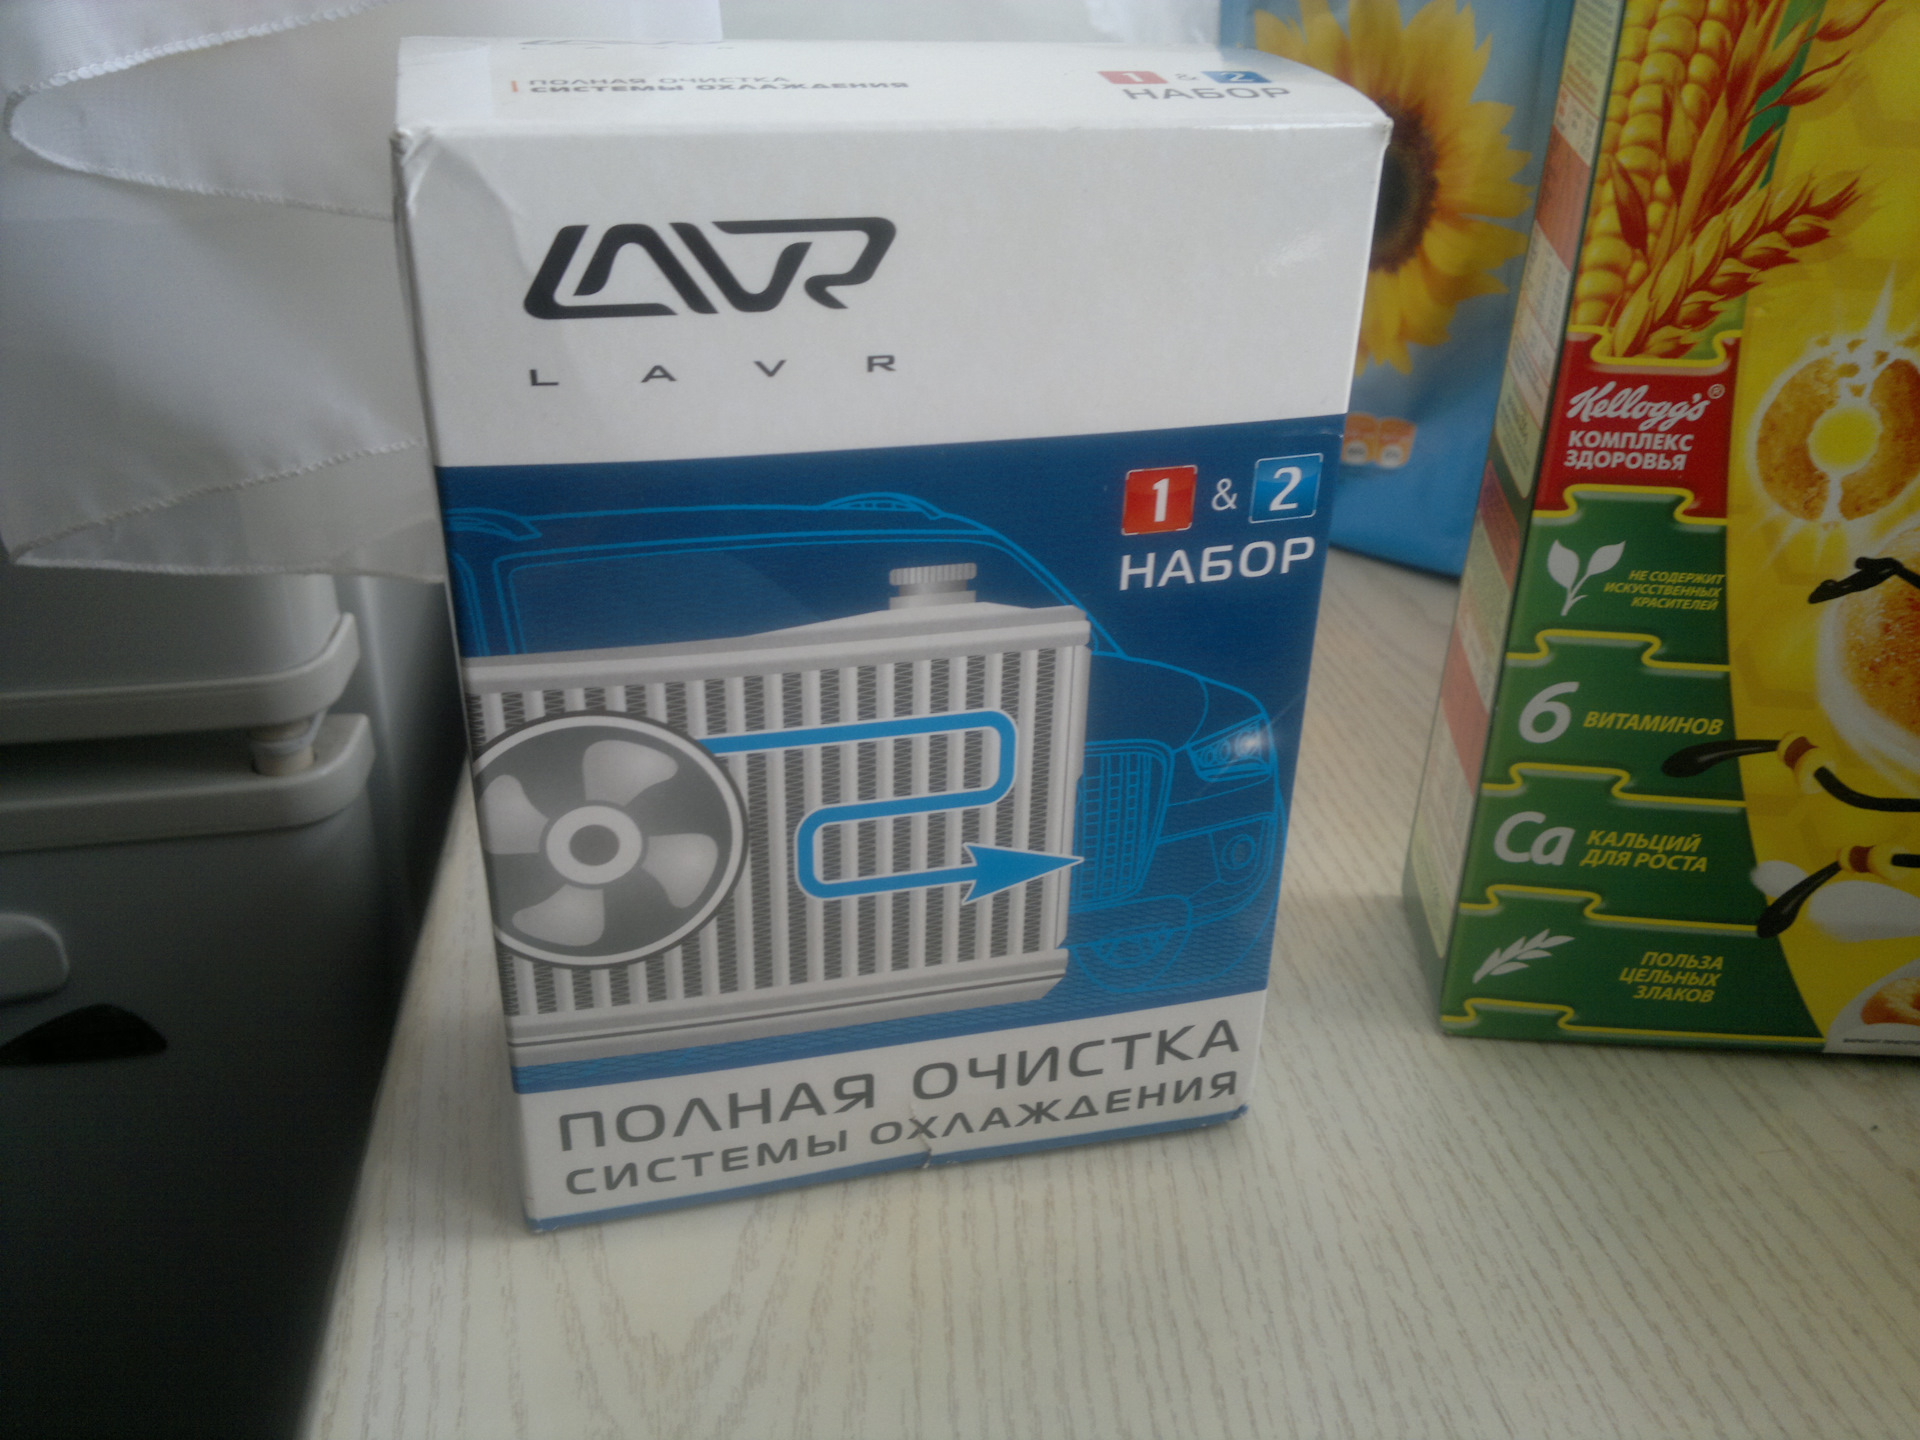 ПОЛНАЯ ОЧИСТКА
СИСТЕМЫ ОХЛАЖДЕНИЯ
1 & 2
НАБОР
LAVR
LAVR
1 & 2
НАБОР
ПОЛНАЯ ОЧИСТКА
СИСТЕМЫ ОХЛАЖДЕНИЯ
Kellogg's®
КОМПЛЕКС
ЗДОРОВЬЯ
НЕ СОДЕРЖИТ
ИСКУССТВЕННЫХ
КРАСИТЕЛЕЙ
6 ВИТАМИНОВ
Ca КАЛЬЦИЙ
ДЛЯ РОСТА
ПОЛЬЗА
ЦЕЛЬНЫХ
ЗЛАКОВ